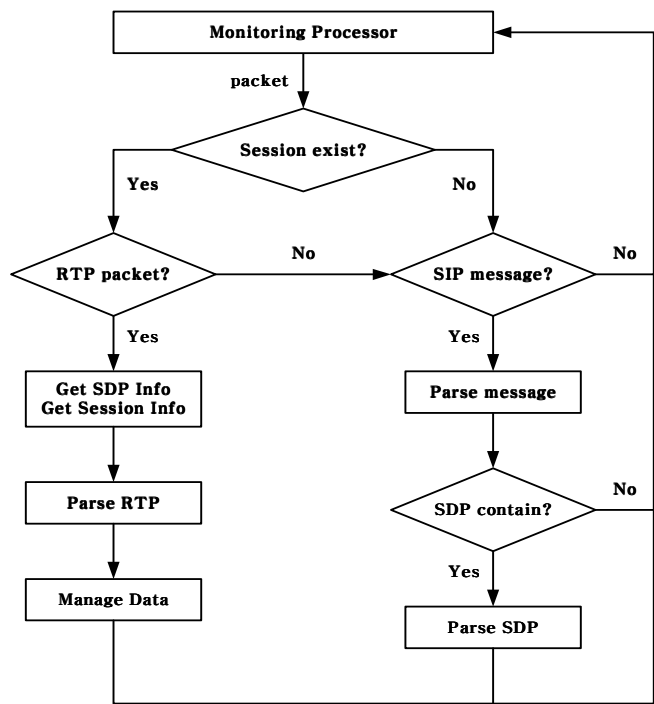 Monitoring Processor
packet
Session exist?
Yes
No
RTP packet?
No
SIP message?
No
Yes
Yes
Get SDP Info
Get Session Info
Parse message
Parse RTP
SDP contain?
No
Yes
Manage Data
Parse SDP